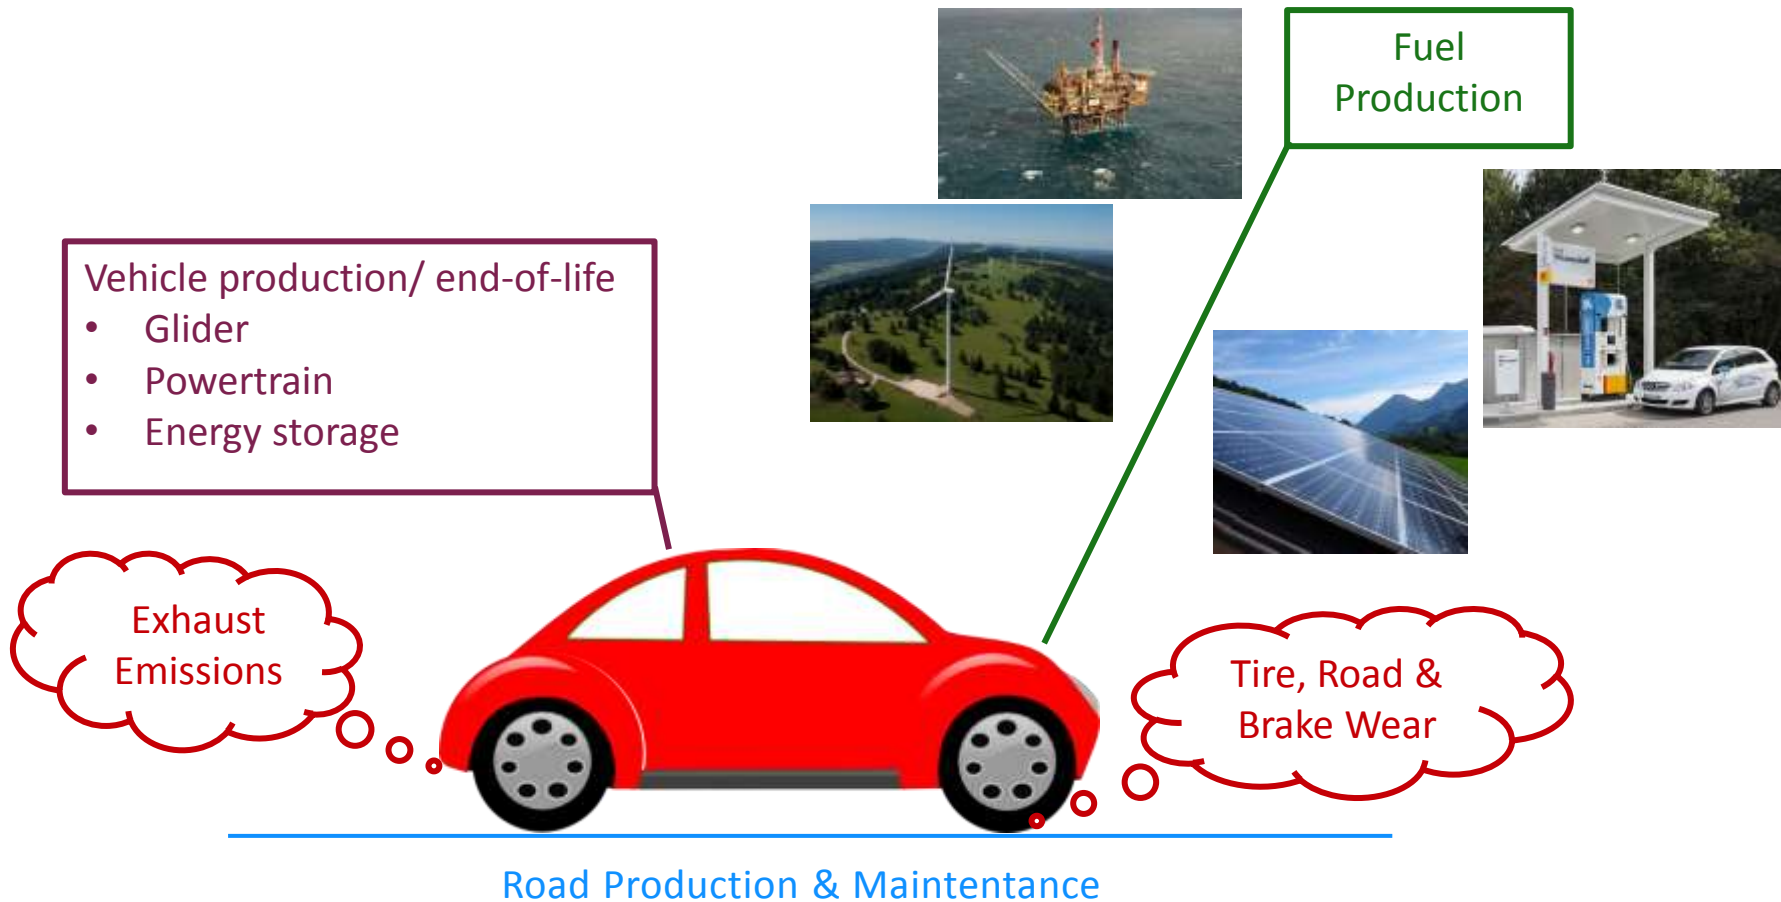 Fuel
Production
Vehicle production/ end-of-life
• Glider
• Powertrain
• Energy storage
Exhaust
Emissions
Tire, Road &
Brake Wear
Road Production & Maintentance